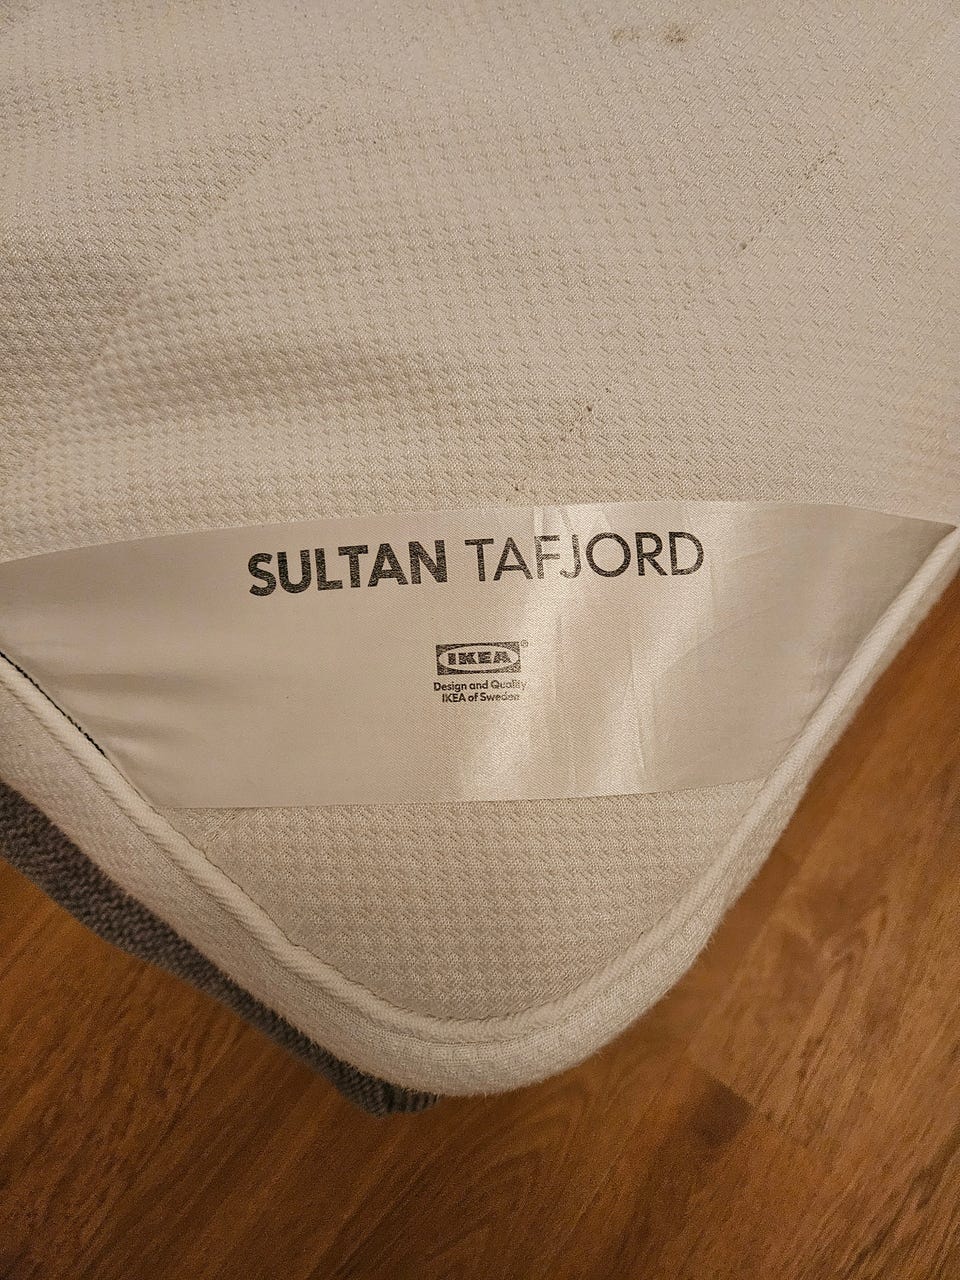 SULTAN TAFJORD
IKEA®
Design and Quality
IKEA of Sweden